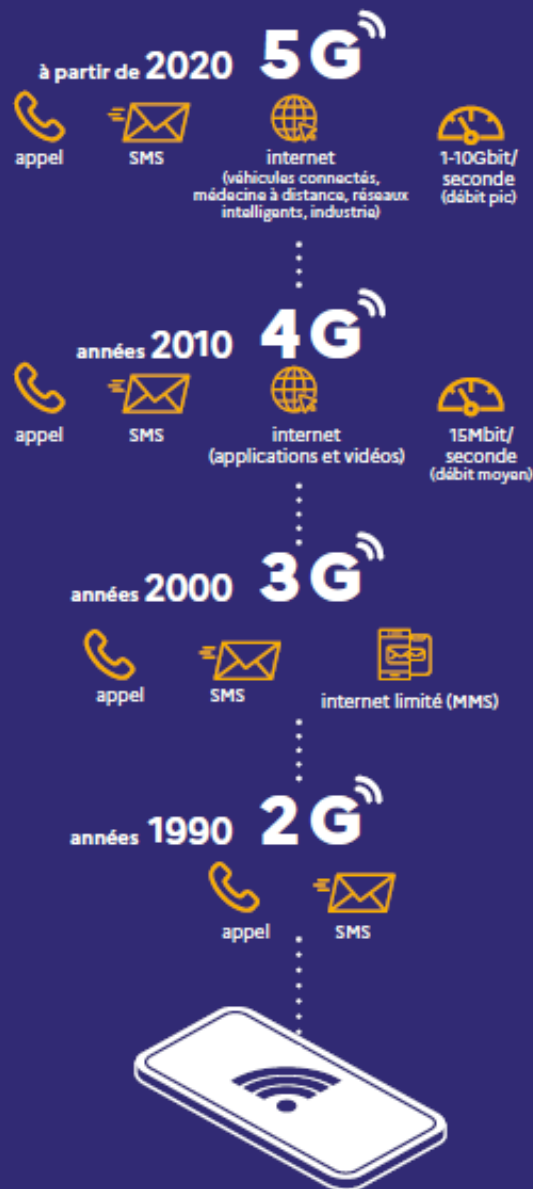 à partir de 2020 5G
appel
SMS
internet
(véhicules connectés,
médecine à distance, réseaux
intelligents, industrie)
1-10Gbit/
seconde
(débit pic)
années 2010 4G
appel
SMS
internet
(applications et vidéos)
15Mbit/
seconde
(débit moyen)
années 2000 3G
appel
SMS
internet limité (MMS)
années 1990 2G
appel
SMS